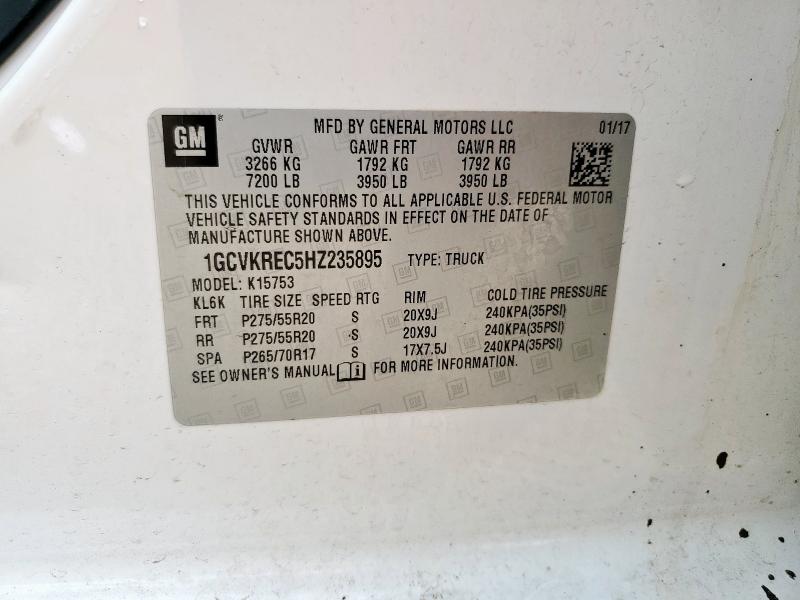 GM ® MFD BY GENERAL MOTORS LLC 01/17
GVWR GAWR FRT GAWR RR
3266 KG 1792 KG 1792 KG
7200 LB 3950 LB 3950 LB
THIS VEHICLE CONFORMS TO ALL APPLICABLE U.S. FEDERAL MOTOR
VEHICLE SAFETY STANDARDS IN EFFECT ON THE DATE OF
MANUFACTURE SHOWN ABOVE.
1GCVKREC5HZ235895 TYPE: TRUCK
MODEL: K15753
KL6K TIRE SIZE SPEED RTG RIM COLD TIRE PRESSURE
FRT P275/55R20 S 20X9J 240KPA(35PSI)
RR P275/55R20 S 20X9J 240KPA(35PSI)
SPA P265/70R17 S 17X7.5J 240KPA(35PSI)
SEE OWNER'S MANUAL i FOR MORE INFORMATION.